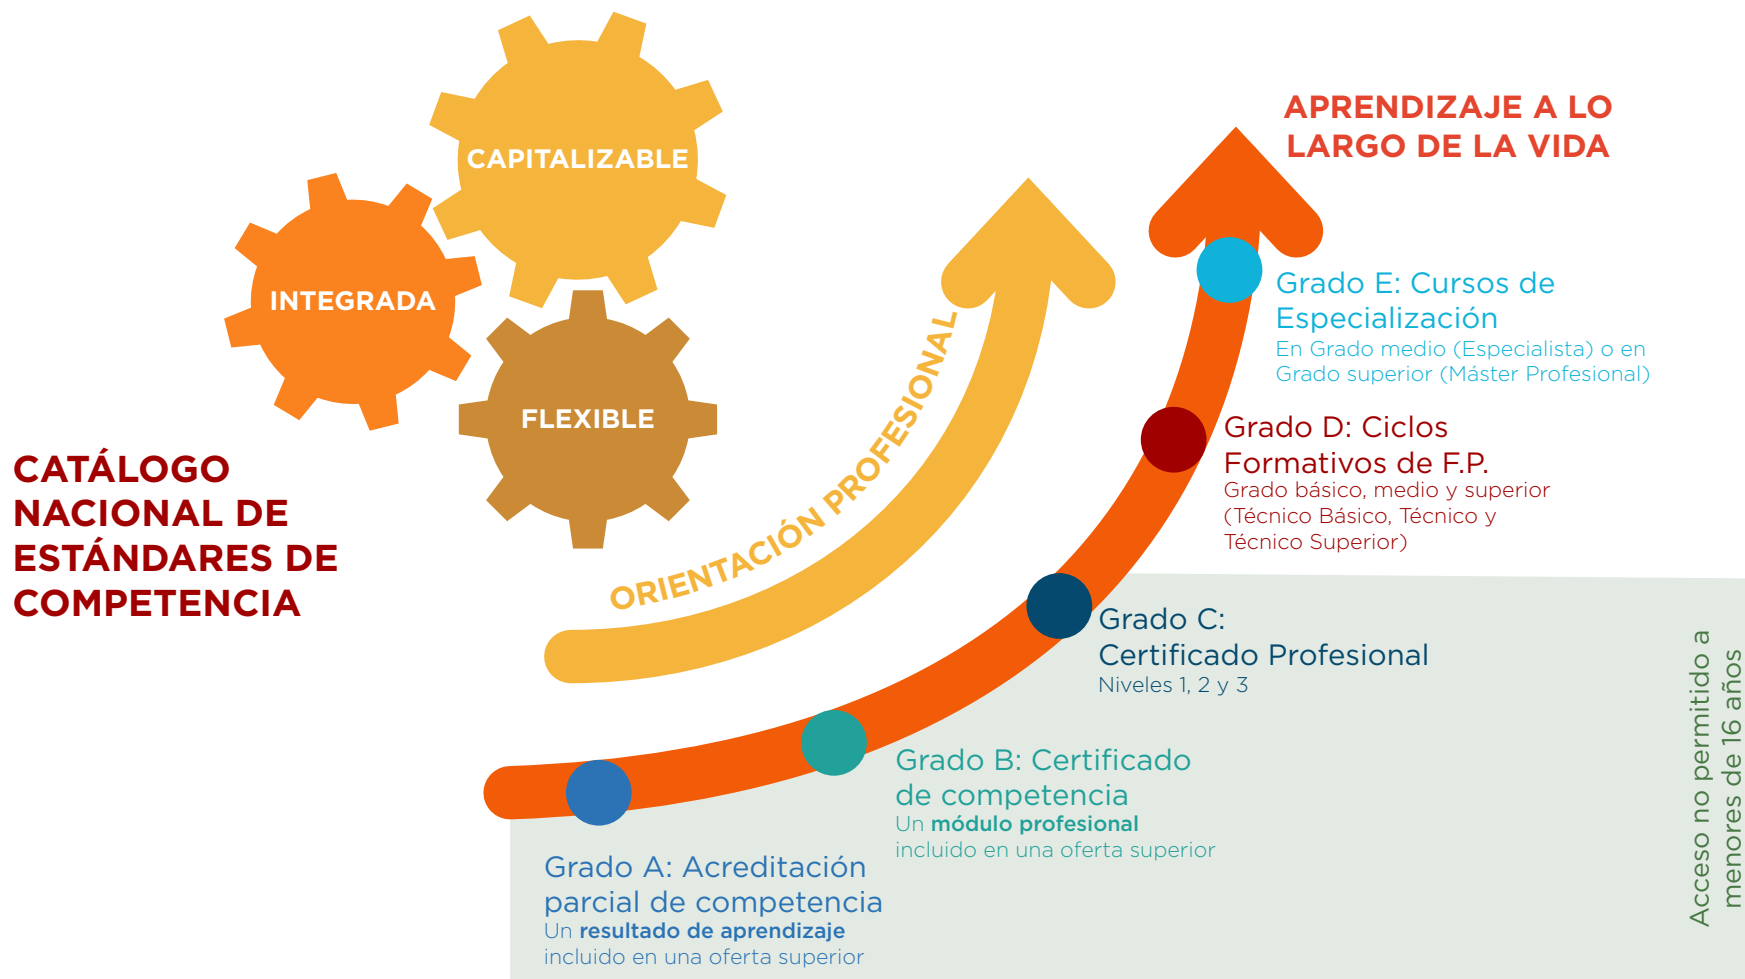 CAPITALIZABLE
INTEGRADA
FLEXIBLE
CATÁLOGO
NACIONAL DE
ESTÁNDARES DE
COMPETENCIA
ORIENTACIÓN PROFESIONAL
APRENDIZAJE A LO
LARGO DE LA VIDA
Grado E: Cursos de
Especialización
En Grado medio (Especialista) o en
Grado superior (Máster Profesional)
Grado D: Ciclos
Formativos de F.P.
Grado básico, medio y superior
(Técnico Básico, Técnico y
Técnico Superior)
Grado C:
Certificado Profesional
Niveles 1, 2 y 3
Grado B: Certificado
de competencia
Un módulo profesional
incluido en una oferta superior
Grado A: Acreditación
parcial de competencia
Un resultado de aprendizaje
incluido en una oferta superior
Acceso no permitido a
menores de 16 años